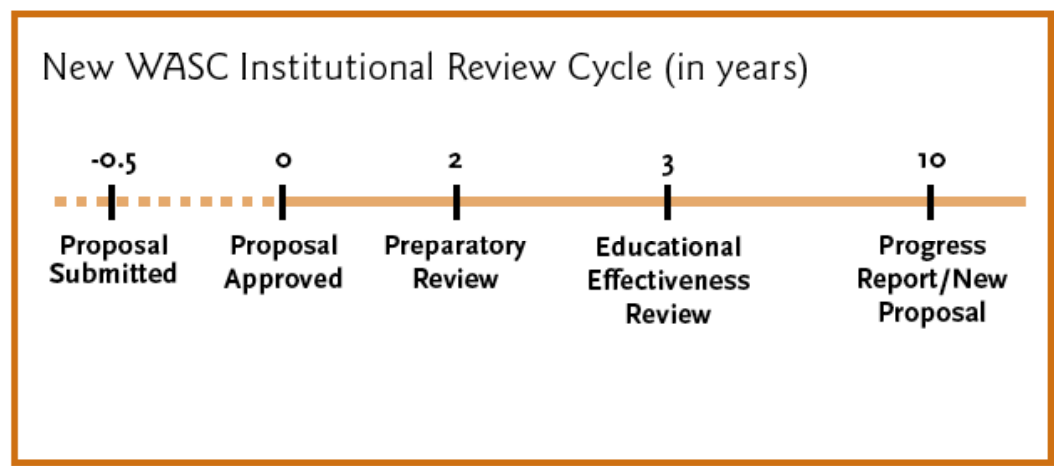 New WASC Institutional Review Cycle (in years)
-0.5 0 2 3 10
Proposal Submitted
Proposal Approved
Preparatory Review
Educational Effectiveness Review
Progress Report/New Proposal